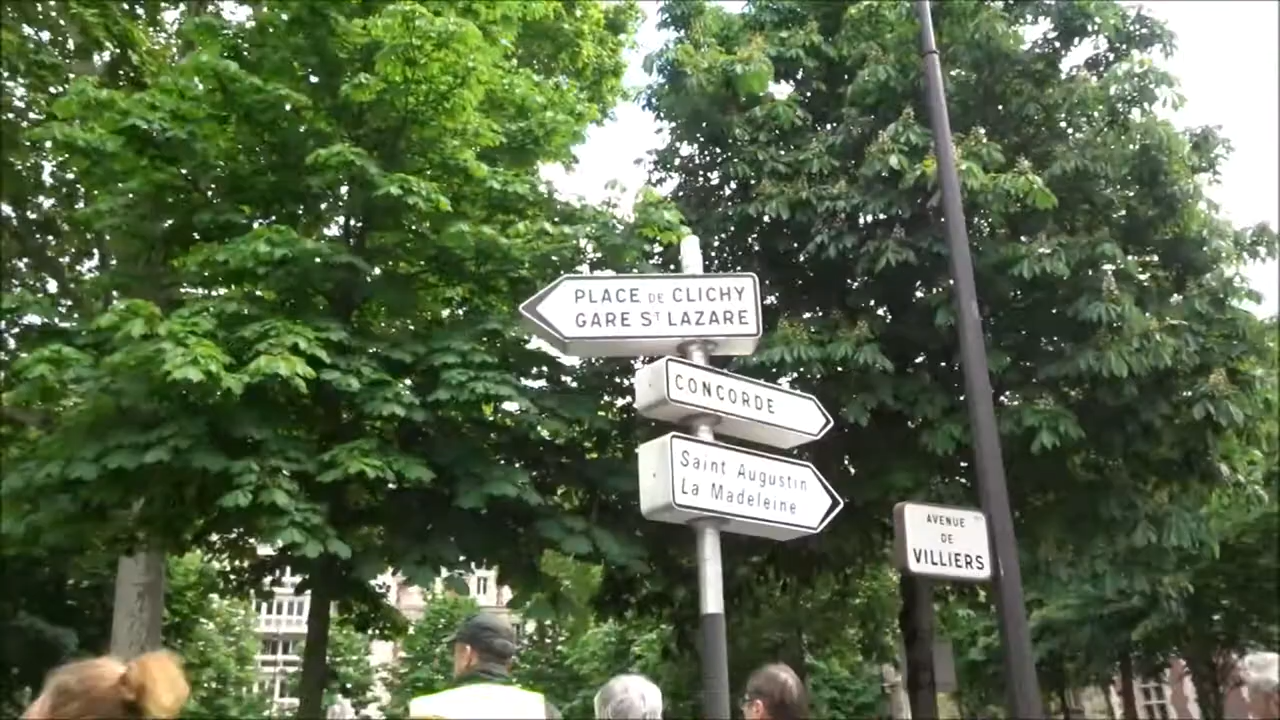 PLACE DE CLICHY
GARE ST LAZARE
CONCORDE
Saint Augustin
La Madeleine
AVENUE
DE
VILLIERS